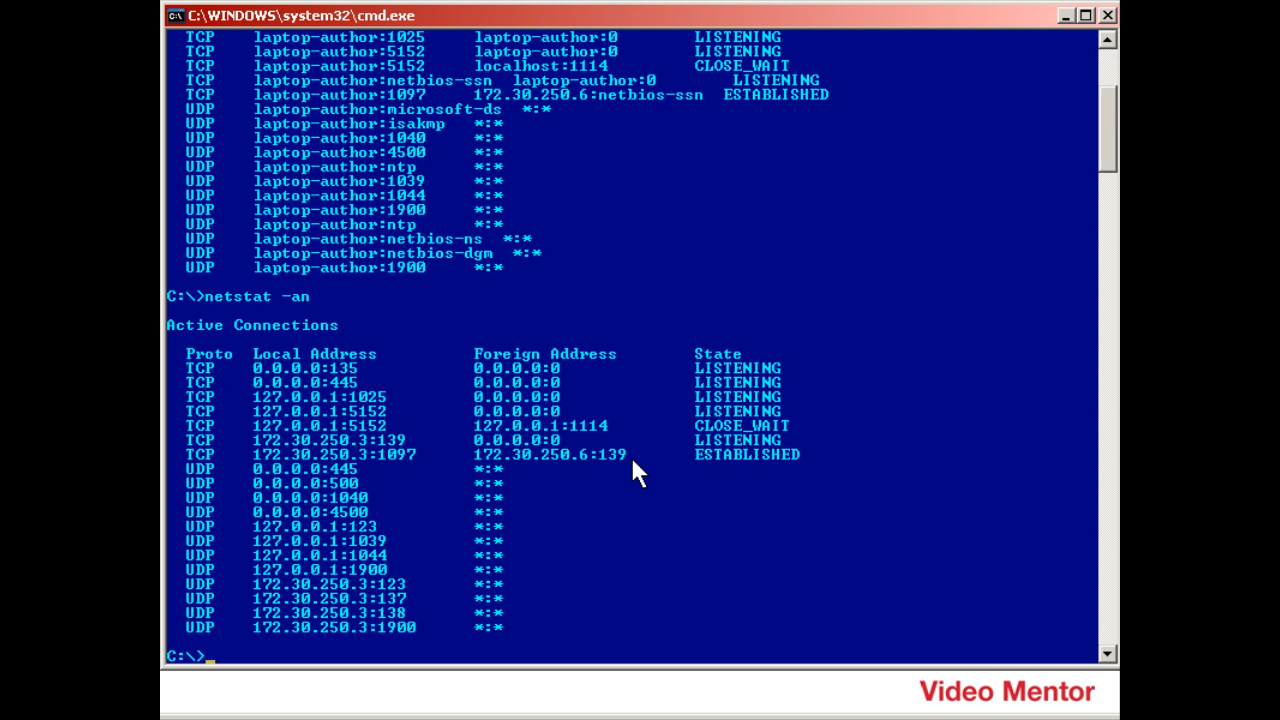 C:\WINDOWS\system32\cmd.exe
TCP laptop-author:1025 laptop-author:0 LISTENING
TCP laptop-author:5152 laptop-author:0 LISTENING
TCP laptop-author:5152 localhost:1114 CLOSE_WAIT
TCP laptop-author:netbios-ssn laptop-author:0 LISTENING
TCP laptop-author:1097 172.30.250.6:netbios-ssn ESTABLISHED
UDP laptop-author:microsoft-ds *:*
UDP laptop-author:isakmp *:*
UDP laptop-author:1040 *:*
UDP laptop-author:4500 *:*
UDP laptop-author:ntp *:*
UDP laptop-author:1039 *:*
UDP laptop-author:1044 *:*
UDP laptop-author:1900 *:*
UDP laptop-author:ntp *:*
UDP laptop-author:netbios-ns *:*
UDP laptop-author:netbios-dgm *:*
UDP laptop-author:1900 *:*
C:\>netstat -an
Active Connections
Proto Local Address Foreign Address State
TCP 0.0.0.0:135 0.0.0.0:0 LISTENING
TCP 0.0.0.0:445 0.0.0.0:0 LISTENING
TCP 127.0.0.1:1025 0.0.0.0:0 LISTENING
TCP 127.0.0.1:5152 0.0.0.0:0 LISTENING
TCP 127.0.0.1:5152 127.0.0.1:1114 CLOSE_WAIT
TCP 172.30.250.3:139 0.0.0.0:0 LISTENING
TCP 172.30.250.3:1097 172.30.250.6:139 ESTABLISHED
UDP 0.0.0.0:445 *:*
UDP 0.0.0.0:500 *:*
UDP 0.0.0.0:1040 *:*
UDP 0.0.0.0:4500 *:*
UDP 127.0.0.1:123 *:*
UDP 127.0.0.1:1039 *:*
UDP 127.0.0.1:1044 *:*
UDP 127.0.0.1:1900 *:*
UDP 172.30.250.3:123 *:*
UDP 172.30.250.3:137 *:*
UDP 172.30.250.3:138 *:*
UDP 172.30.250.3:1900 *:*
C:\>_
Video Mentor